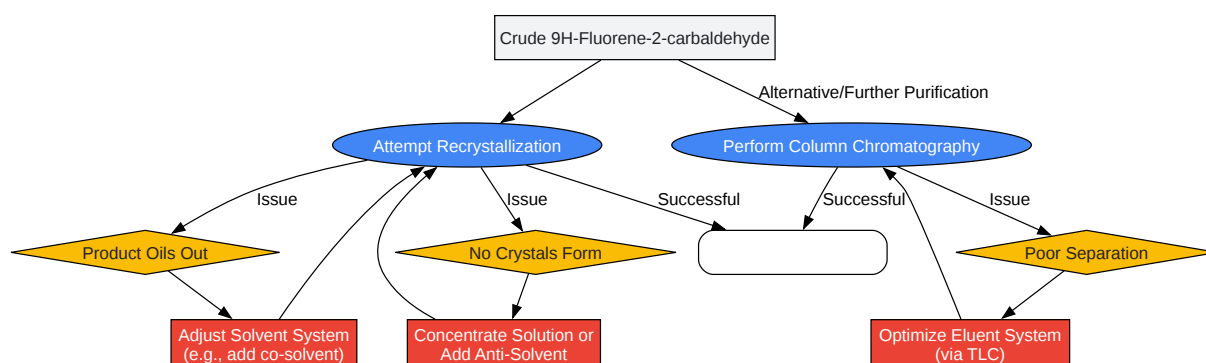 Crude 9H-Fluorene-2-carbaldehyde
Alternative/Further Purification
Attempt Recrystallization
Perform Column Chromatography
Issue
Issue
Successful
Successful
Issue
Product Oils Out
No Crystals Form
Poor Separation
Adjust Solvent System
(e.g., add co-solvent)
Concentrate Solution or
Add Anti-Solvent
Optimize Eluent System
(via TLC)